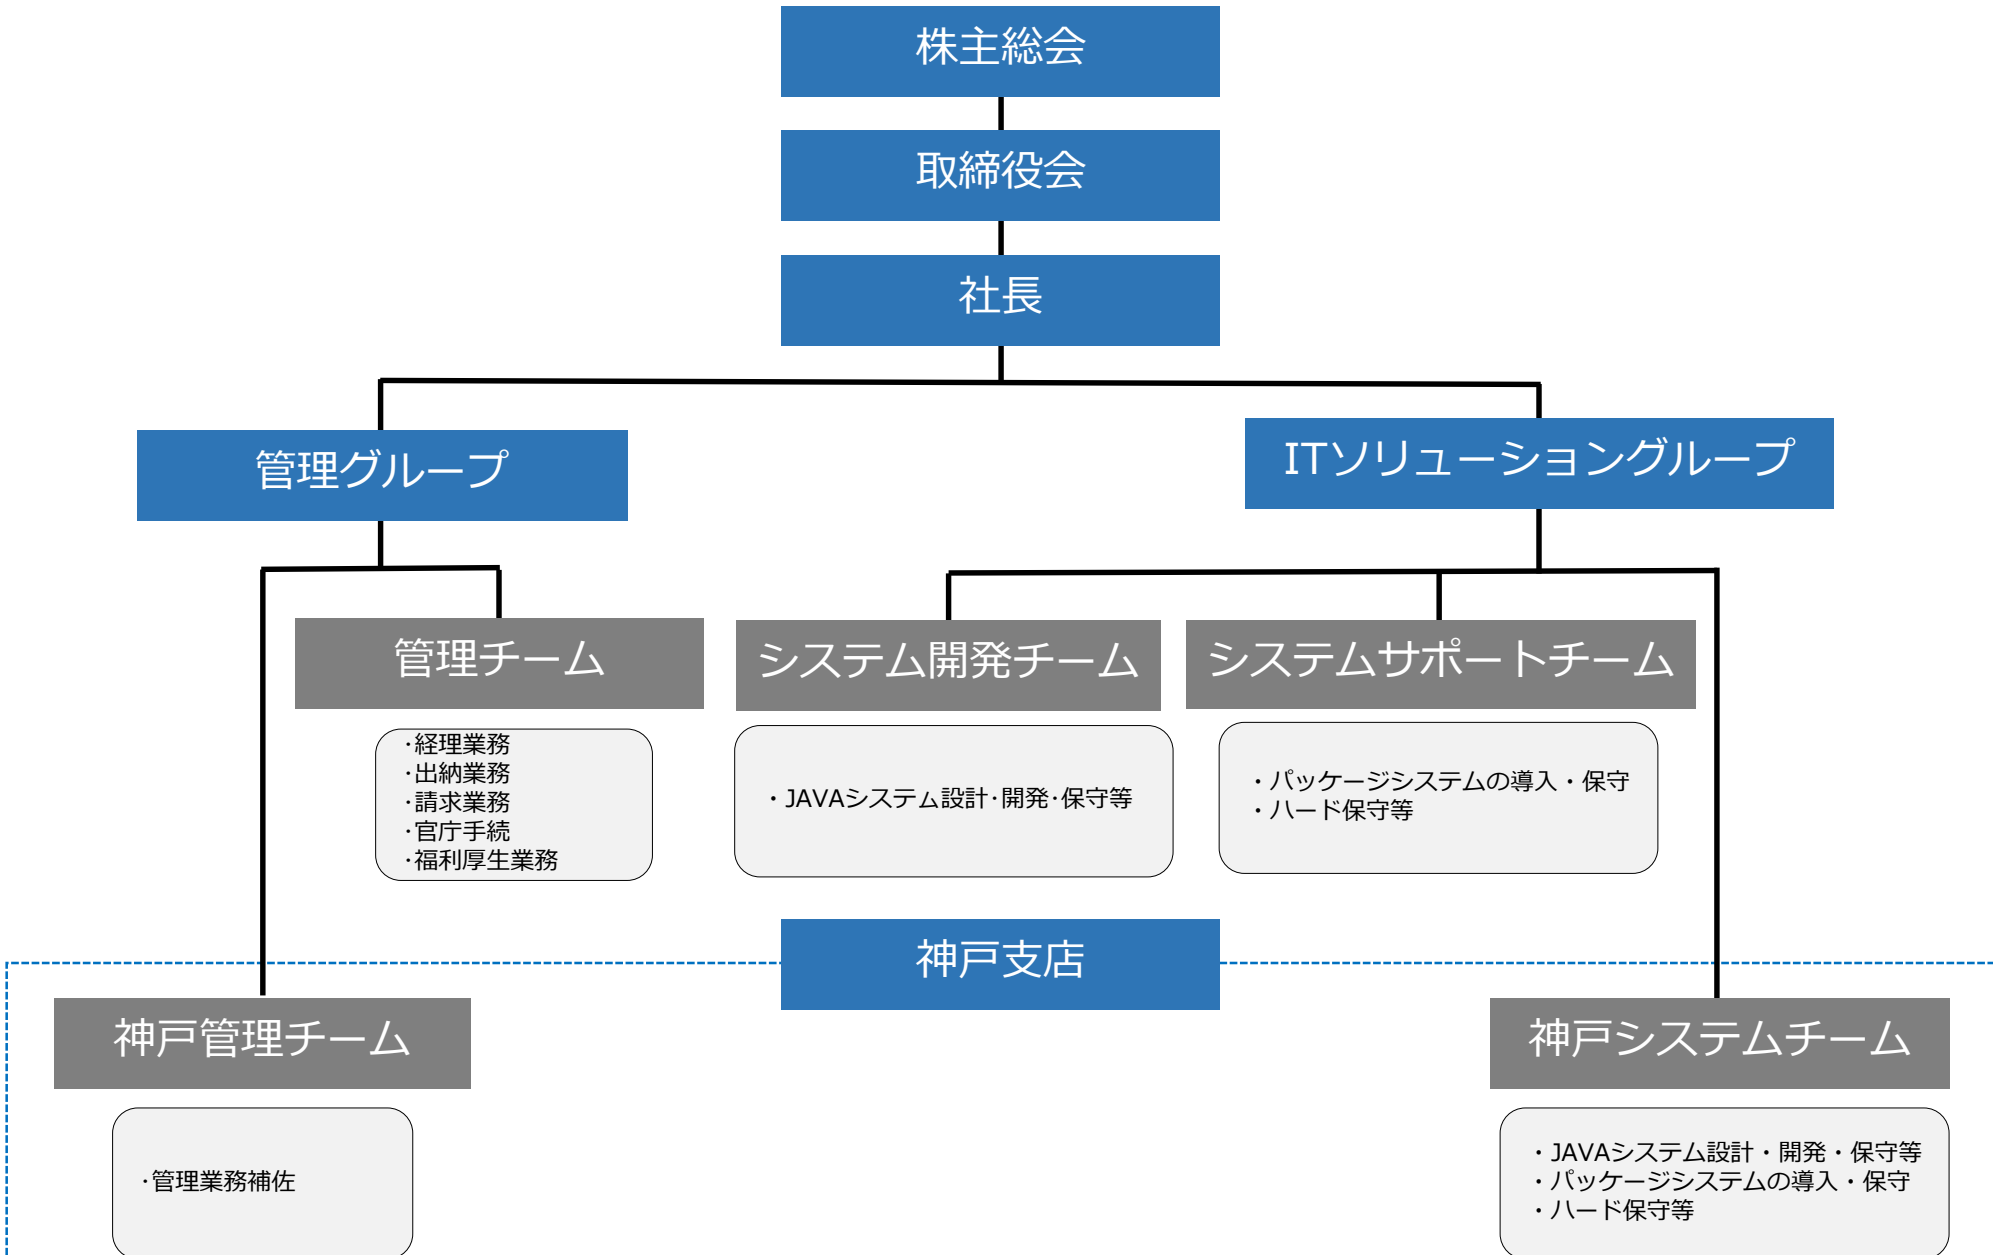 株主総会
取締役会
社長
管理グループ
ITソリューショングループ
管理チーム
システム開発チーム
システムサポートチーム
・経理業務
・出納業務
・請求業務
・官庁手続
・福利厚生業務
・JAVAシステム設計・開発・保守等
・パッケージシステムの導入・保守
・ハード保守等
神戸支店
神戸管理チーム
神戸システムチーム
・管理業務補佐
・JAVAシステム設計・開発・保守等
・パッケージシステムの導入・保守
・ハード保守等